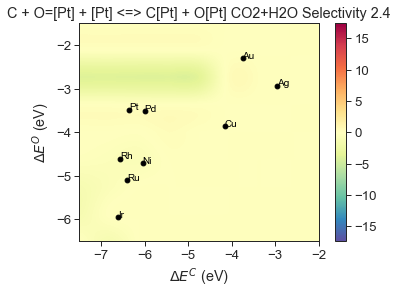 C + O=[Pt] + [Pt] <=> C[Pt] + O[Pt] CO2+H2O Selectivity 2.4
−2
−3
−4
−5
−6
ΔE^O (eV)
Au
Ag
Pt
Pd
Cu
Rh
Ni
Ru
Ir
−7
−6
−5
−4
−3
−2
ΔE^C (eV)
15
10
5
0
−5
−10
−15